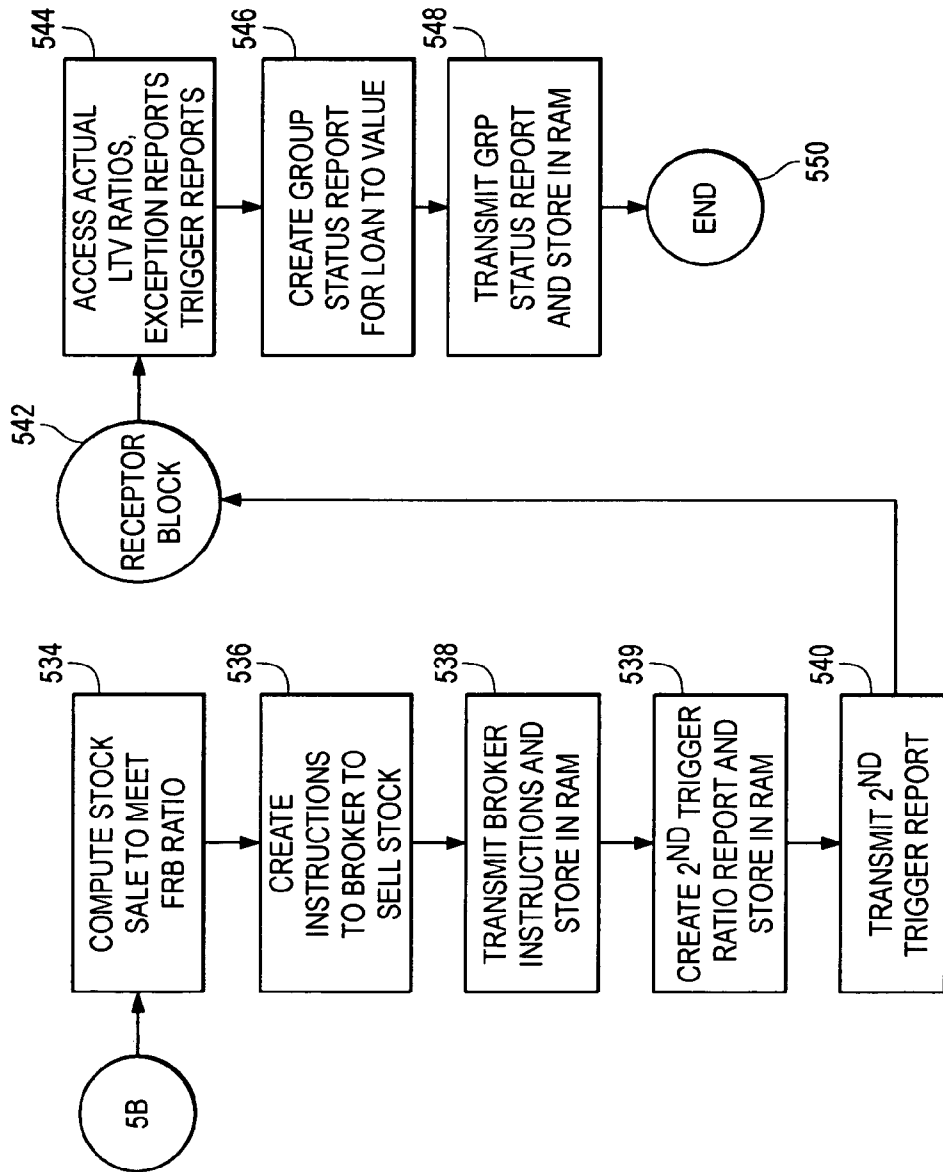 5B
534
COMPUTE STOCK
SALE TO MEET
FRB RATIO
536
CREATE
INSTRUCTIONS
TO BROKER TO
SELL STOCK
538
TRANSMIT BROKER
INSTRUCTIONS AND
STORE IN RAM
539
CREATE 2ND TRIGGER
RATIO REPORT AND
STORE IN RAM
540
TRANSMIT 2ND
TRIGGER REPORT
542
RECEPTOR
BLOCK
544
ACCESS ACTUAL
LTV RATIOS,
EXCEPTION REPORTS
TRIGGER REPORTS
546
CREATE GROUP
STATUS REPORT
FOR LOAN TO VALUE
548
TRANSMIT GRP
STATUS REPORT
AND STORE IN RAM
END
550